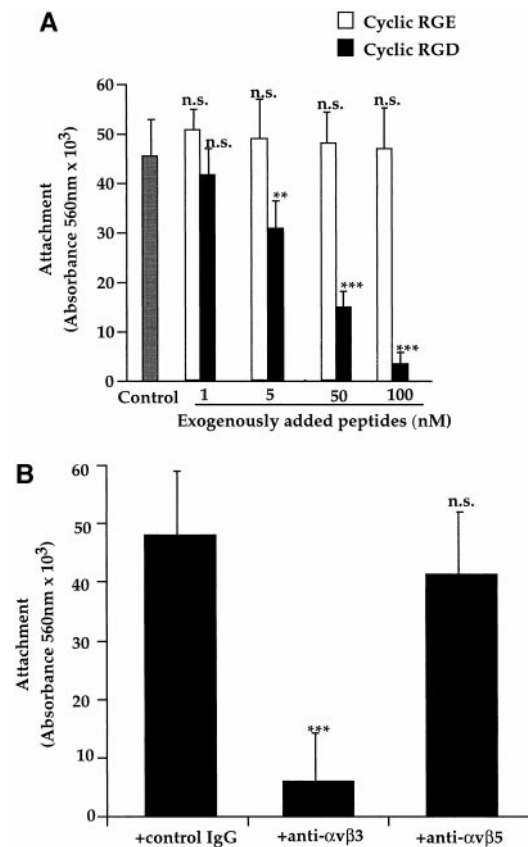 A
Cyclic RGE
Cyclic RGD
Attachment
(Absorbance 560nm x 10³)
60
50
40
30
20
10
0
n.s.
n.s.
**
***
***
n.s.
n.s.
n.s.
Control
1
5
50
100
Exogenously added peptides (nM)
B
Attachment
(Absorbance 560nm x 10³)
60
50
40
30
20
10
0
***
n.s.
+control IgG
+anti-αvβ3
+anti-αvβ5